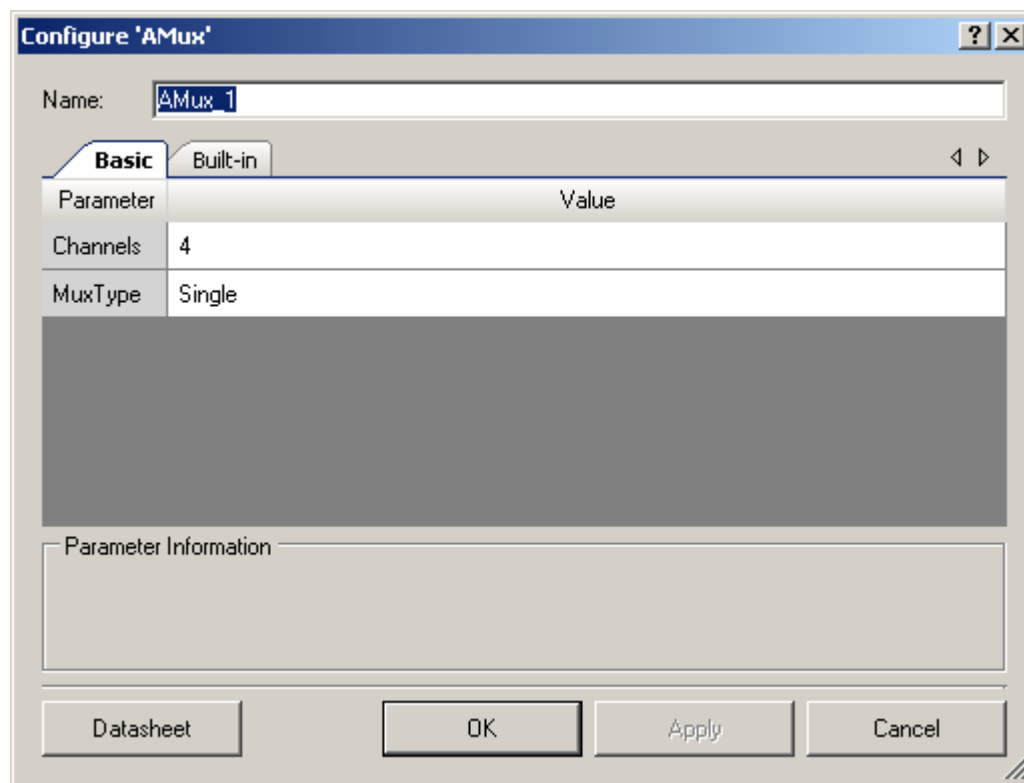 Configure 'AMux'
Name: AMux_1
Basic Built-in
Parameter Value
Channels 4
MuxType Single
Parameter Information
Datasheet OK Apply Cancel